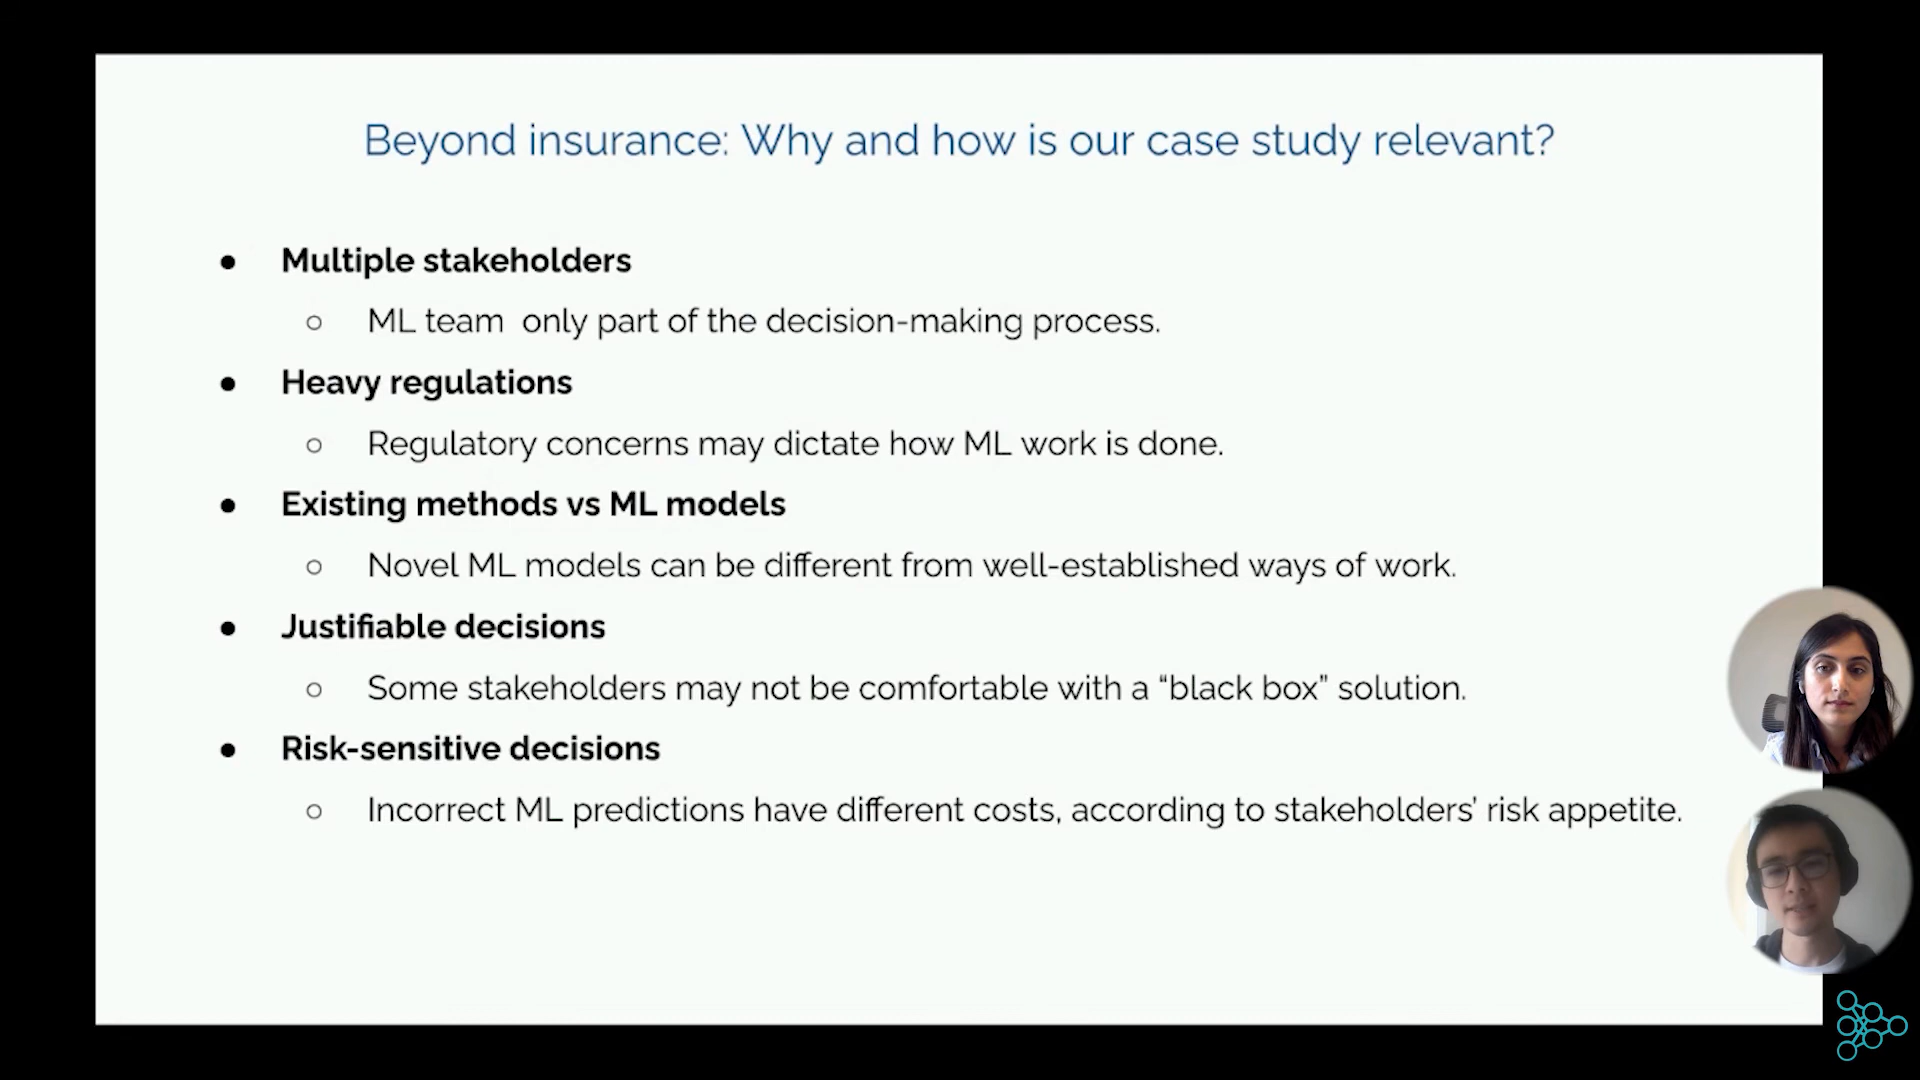 Beyond insurance: Why and how is our case study relevant?
● Multiple stakeholders
○ ML team  only part of the decision-making process.
● Heavy regulations
○ Regulatory concerns may dictate how ML work is done.
● Existing methods vs ML models
○ Novel ML models can be different from well-established ways of work.
● Justifiable decisions
○ Some stakeholders may not be comfortable with a “black box” solution.
● Risk-sensitive decisions
○ Incorrect ML predictions have different costs, according to stakeholders’ risk appetite.